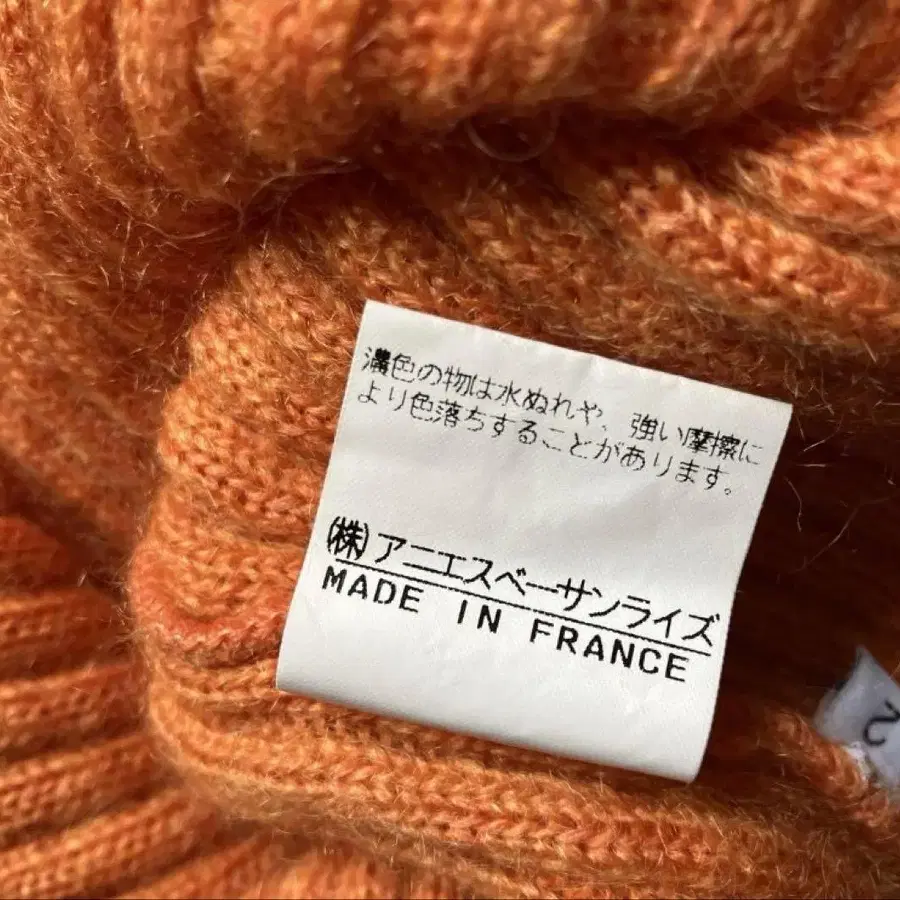 濃色の物は水ぬれや、強い摩擦に
より色落ちすることがあります。
(株)アニエスベーサンライズ
MADE IN FRANCE
2